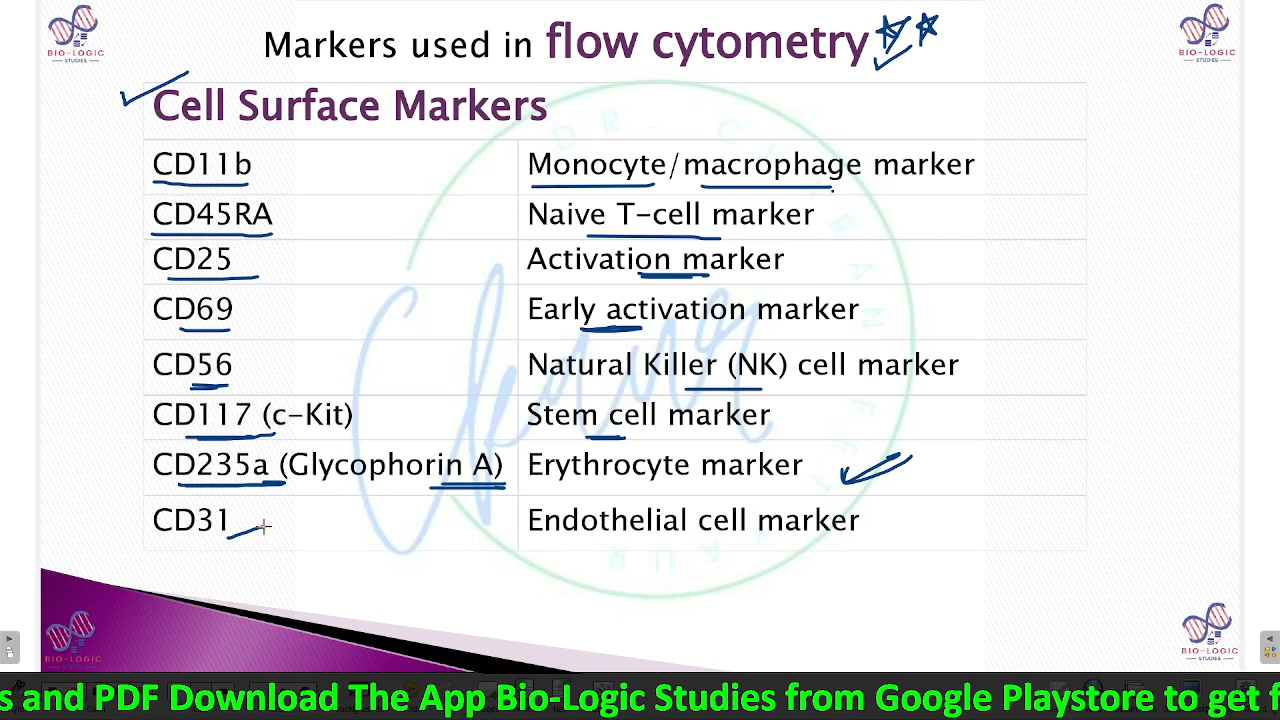 BIO-LOGIC
STUDIES
Markers used in flow cytometry
BIO-LOGIC
STUDIES
Cell Surface Markers
CD11b Monocyte/macrophage marker
CD45RA Naive T-cell marker
CD25 Activation marker
CD69 Early activation marker
CD56 Natural Killer (NK) cell marker
CD117 (c-Kit) Stem cell marker
CD235a (Glycophorin A) Erythrocyte marker
CD31 Endothelial cell marker
BIO-LOGIC
STUDIES
BIO-LOGIC
STUDIES
s and PDF Download The App Bio-Logic Studies from Google Playstore to get f